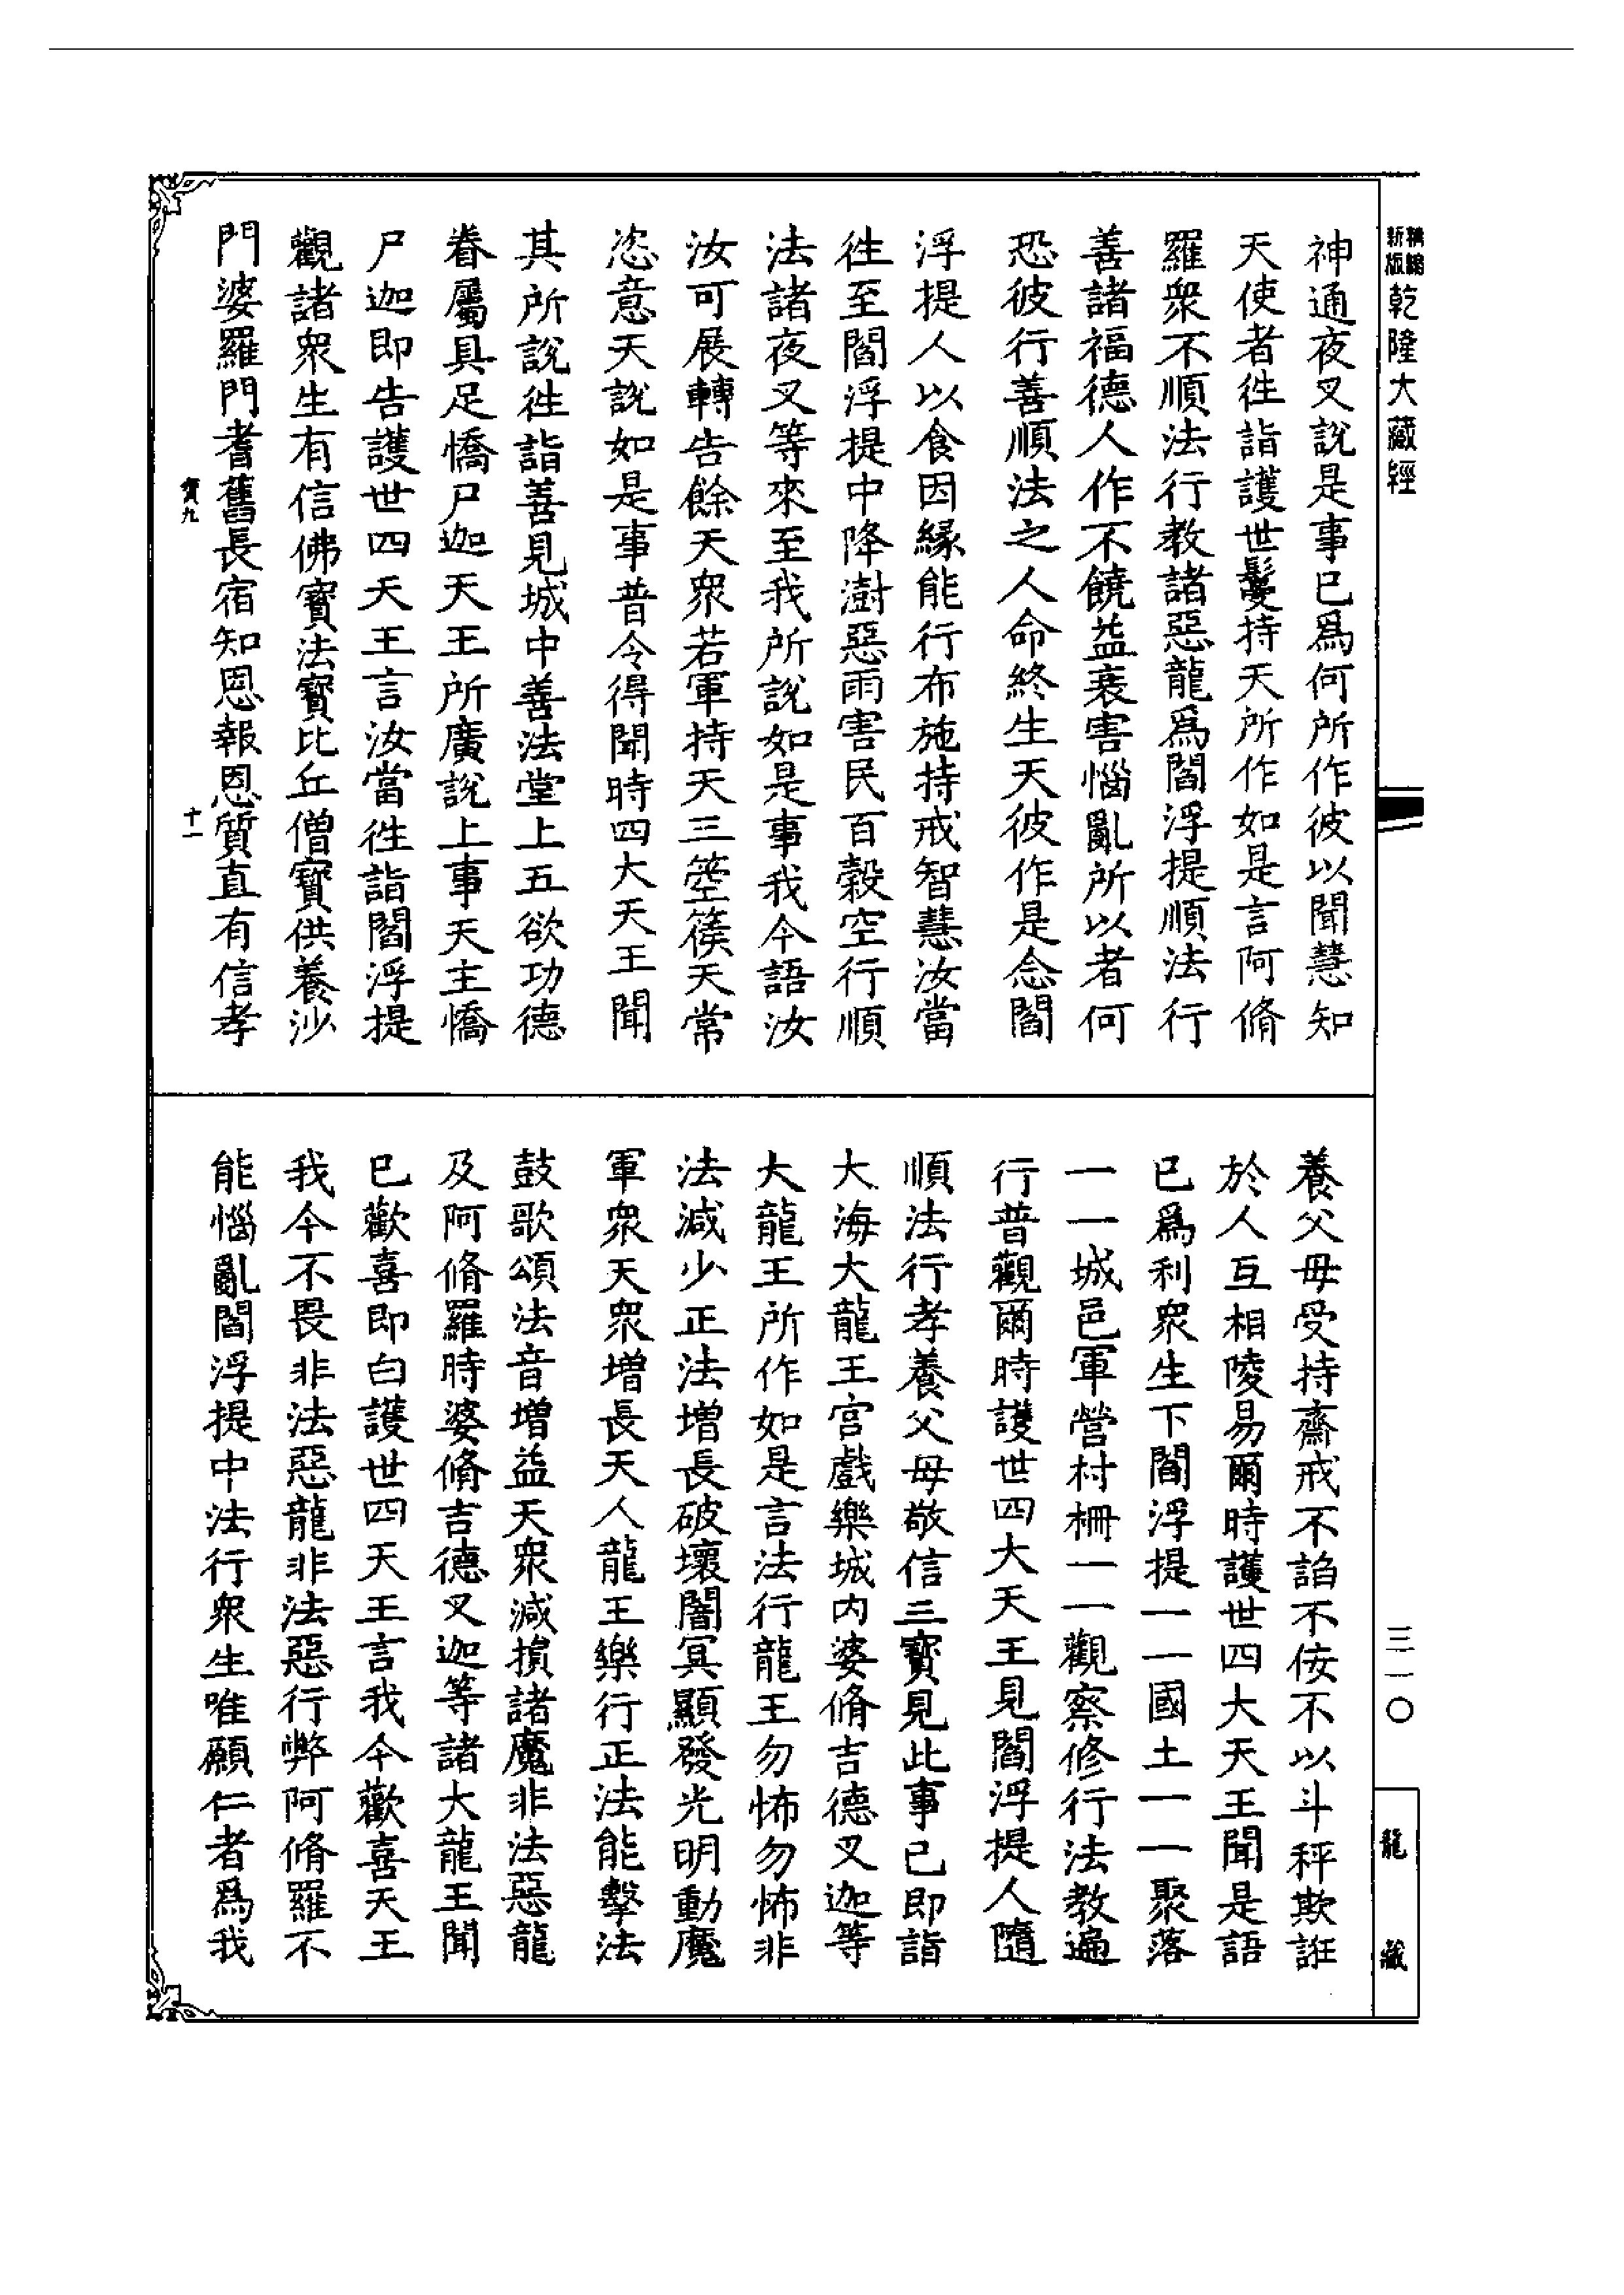 新版
乾隆大藏經
神通夜叉說是事已爲何所作彼以聞慧知
天使者徃詣護世鬘持天所作如是言阿脩
羅衆不順法行教諸惡龍爲閻浮提順法行
善諸福德人作不饒益衰害惱亂所以者何
恐彼行善順法之人命終生天彼作是念閻
浮提人以食因緣能行布施持戒智慧汝當
徃至閻浮提中降澍惡雨害民百穀空行順
法諸夜叉等來至我所說如是事我今語汝
汝可展轉告餘天衆若軍持天三箜篌天常
恣意天說如是事普令得聞時四大天王聞
其所說徃詣善見城中善法堂上五欲功德
眷屬具足憍尸迦天王所廣說上事天主憍
尸迦即告護世四天王言汝當徃詣閻浮提
觀諸衆生有信佛寶法寶比丘僧寶供養沙
門婆羅門耆舊長宿知恩報恩質直有信孝
十一
養父母受持齋戒不諂不侫不以斗秤欺誑
於人互相陵易爾時護世四大天王聞是語
已爲利衆生下閻浮提一一國土一一聚落
一一城邑軍營村柵一一觀察修行法教遍
行普觀爾時護世四大天王見閻浮提人隨
順法行孝養父母敬信三寶見此事已即詣
大海大龍王宮戲樂城内婆脩吉德叉迦等
大龍王所作如是言法行龍王勿怖勿怖非
法減少正法增長破壞闇冥顯發光明動魔
軍衆天衆增長天人龍王樂行正法能擊法
鼓歌頌法音增益天衆減損諸魔非法惡龍
及阿脩羅時婆脩吉德叉迦等諸大龍王聞
已歡喜即白護世四天王言我今歡喜天王
我今不畏非法惡龍非法惡行弊阿脩羅不
能惱亂閻浮提中法行衆生唯願仁者爲我
三一〇
龍藏